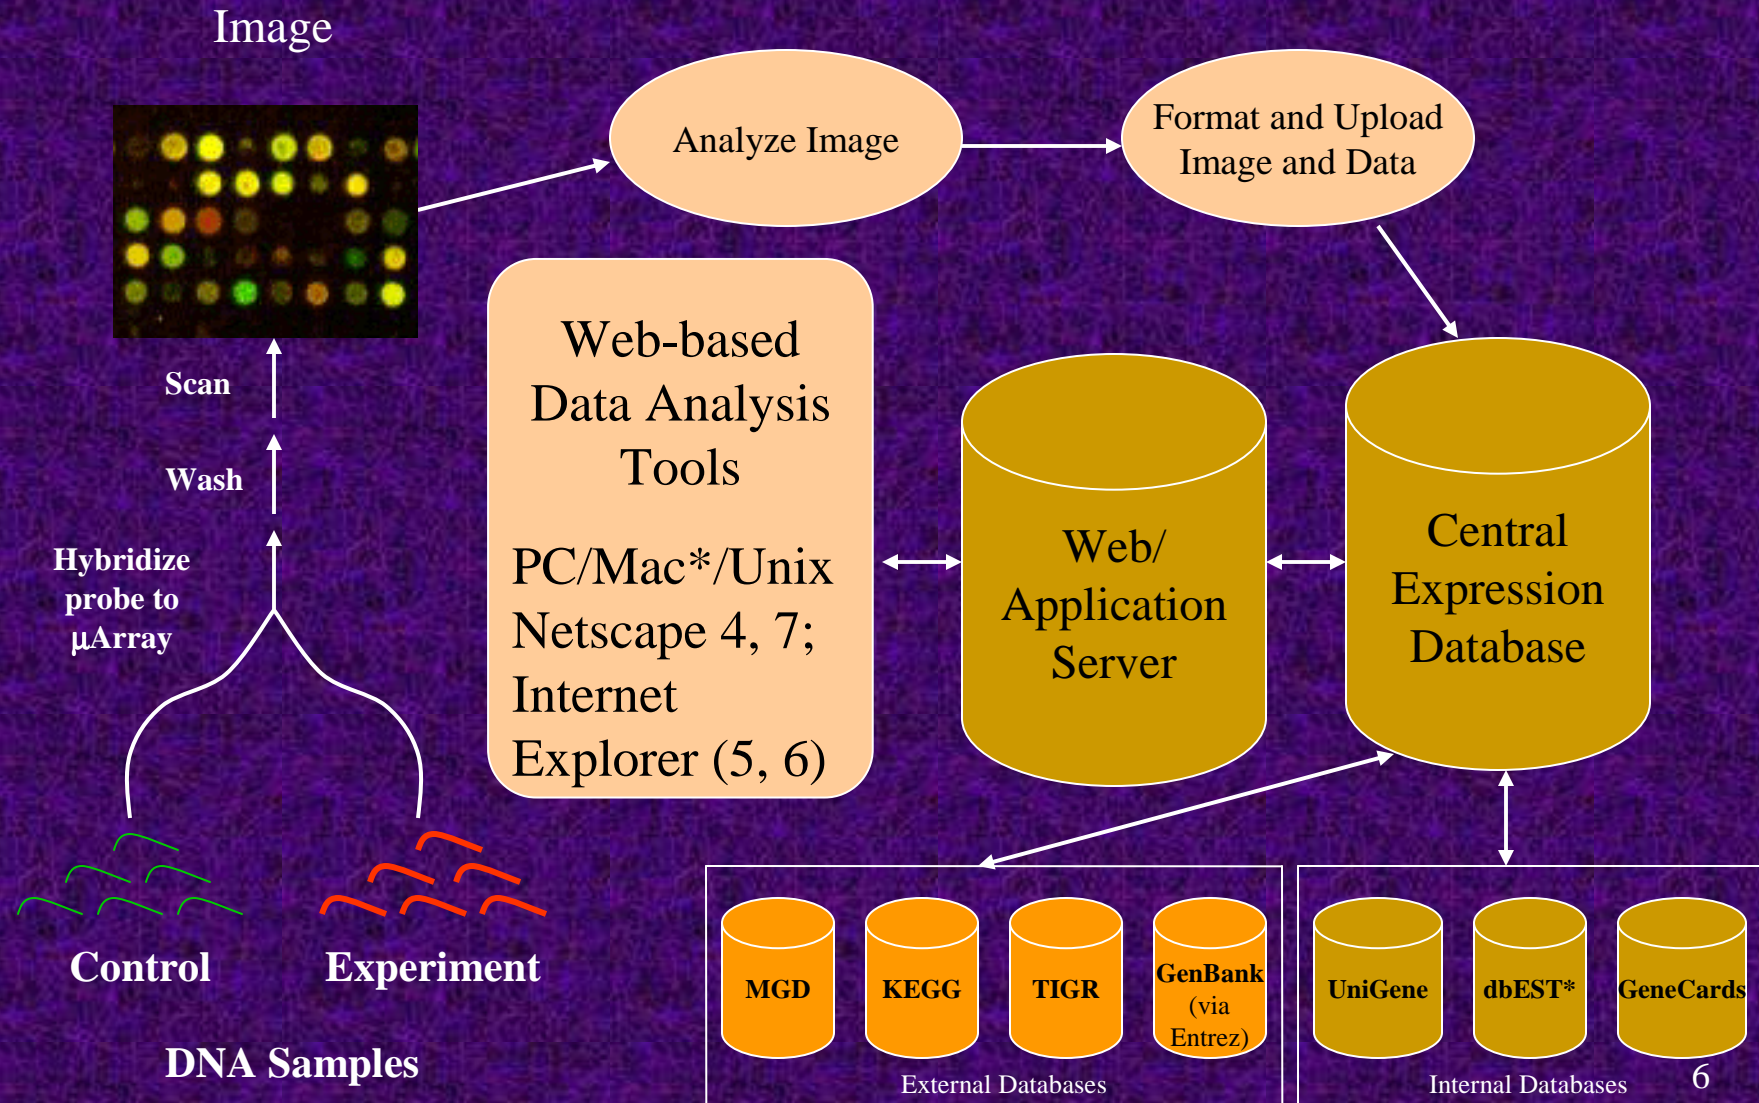 Image
Analyze Image
Format and Upload
Image and Data
Scan
Wash
Hybridize
probe to
μArray
Control
Experiment
DNA Samples
Web-based
Data Analysis
Tools
PC/Mac*/Unix
Netscape 4, 7;
Internet
Explorer (5, 6)
Web/
Application
Server
Central
Expression
Database
MGD
KEGG
TIGR
GenBank
(via
Entrez)
External Databases
UniGene
dbEST*
GeneCards
Internal Databases
6